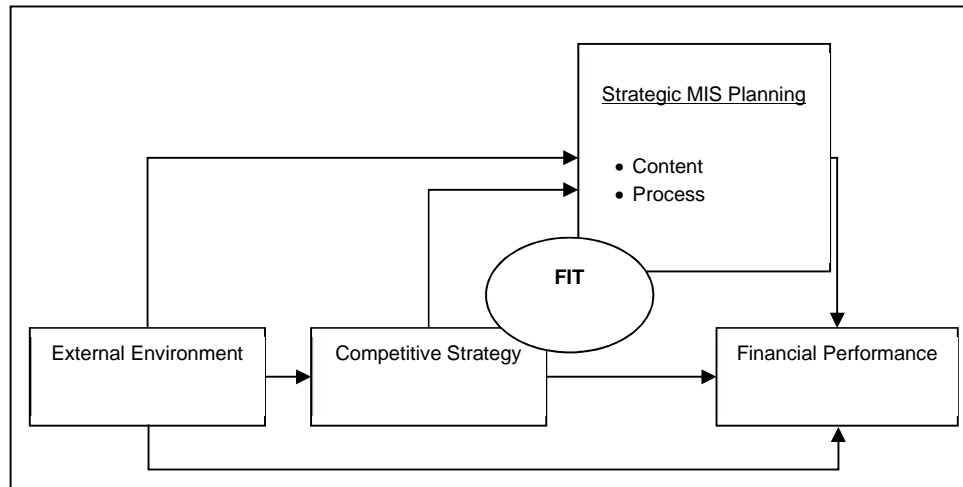 Strategic MIS Planning
• Content
• Process
FIT
External Environment
Competitive Strategy
Financial Performance